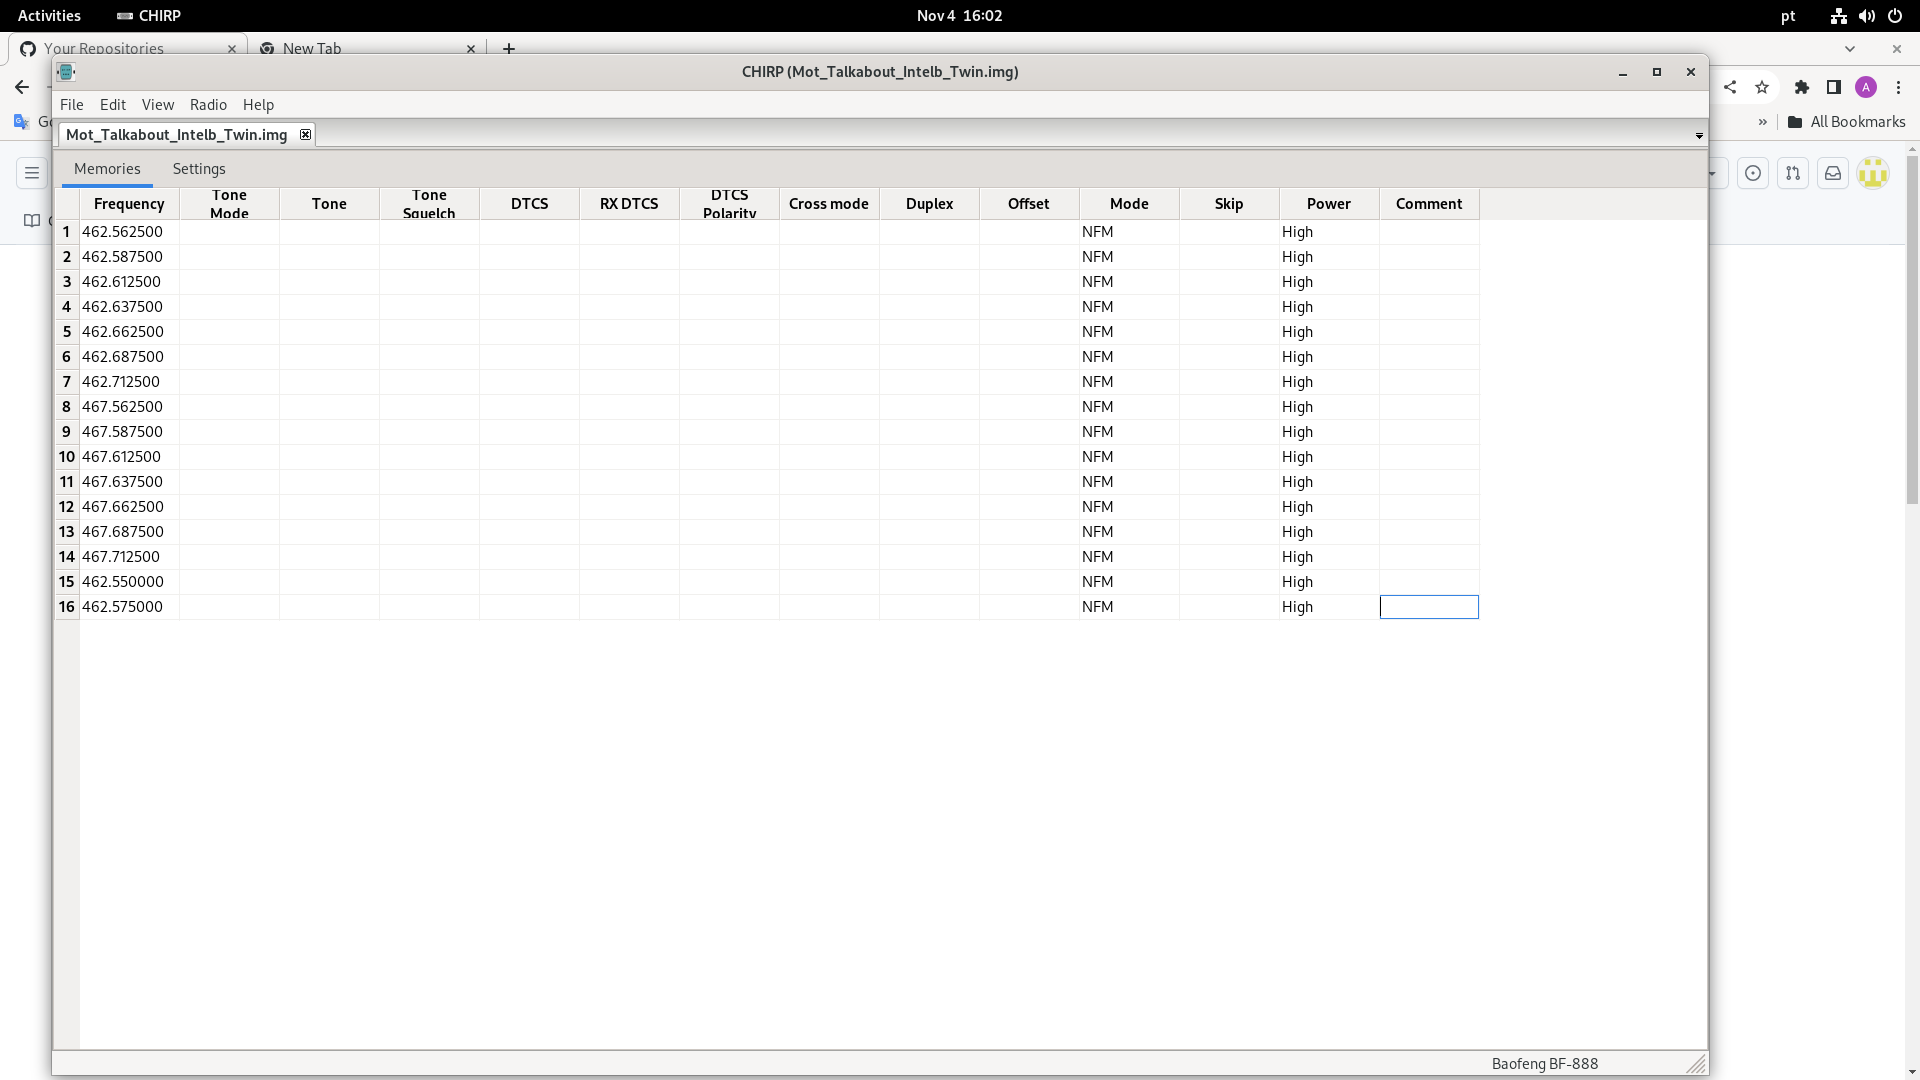 Activities CHIRP Nov 4 16:02 pt
Your Repositories New Tab
CHIRP (Mot_Talkabout_Intelb_Twin.img)
File Edit View Radio Help
A
Mot_Talkabout_Intelb_Twin.img
» All Bookmarks
Memories Settings
Frequency Tone Mode Tone Tone Squelch DTCS RX DTCS DTCS Polarity Cross mode Duplex Offset Mode Skip Power Comment
1 462.562500 NFM High
2 462.587500 NFM High
3 462.612500 NFM High
4 462.637500 NFM High
5 462.662500 NFM High
6 462.687500 NFM High
7 462.712500 NFM High
8 467.562500 NFM High
9 467.587500 NFM High
10 467.612500 NFM High
11 467.637500 NFM High
12 467.662500 NFM High
13 467.687500 NFM High
14 467.712500 NFM High
15 462.550000 NFM High
16 462.575000 NFM High
Baofeng BF-888